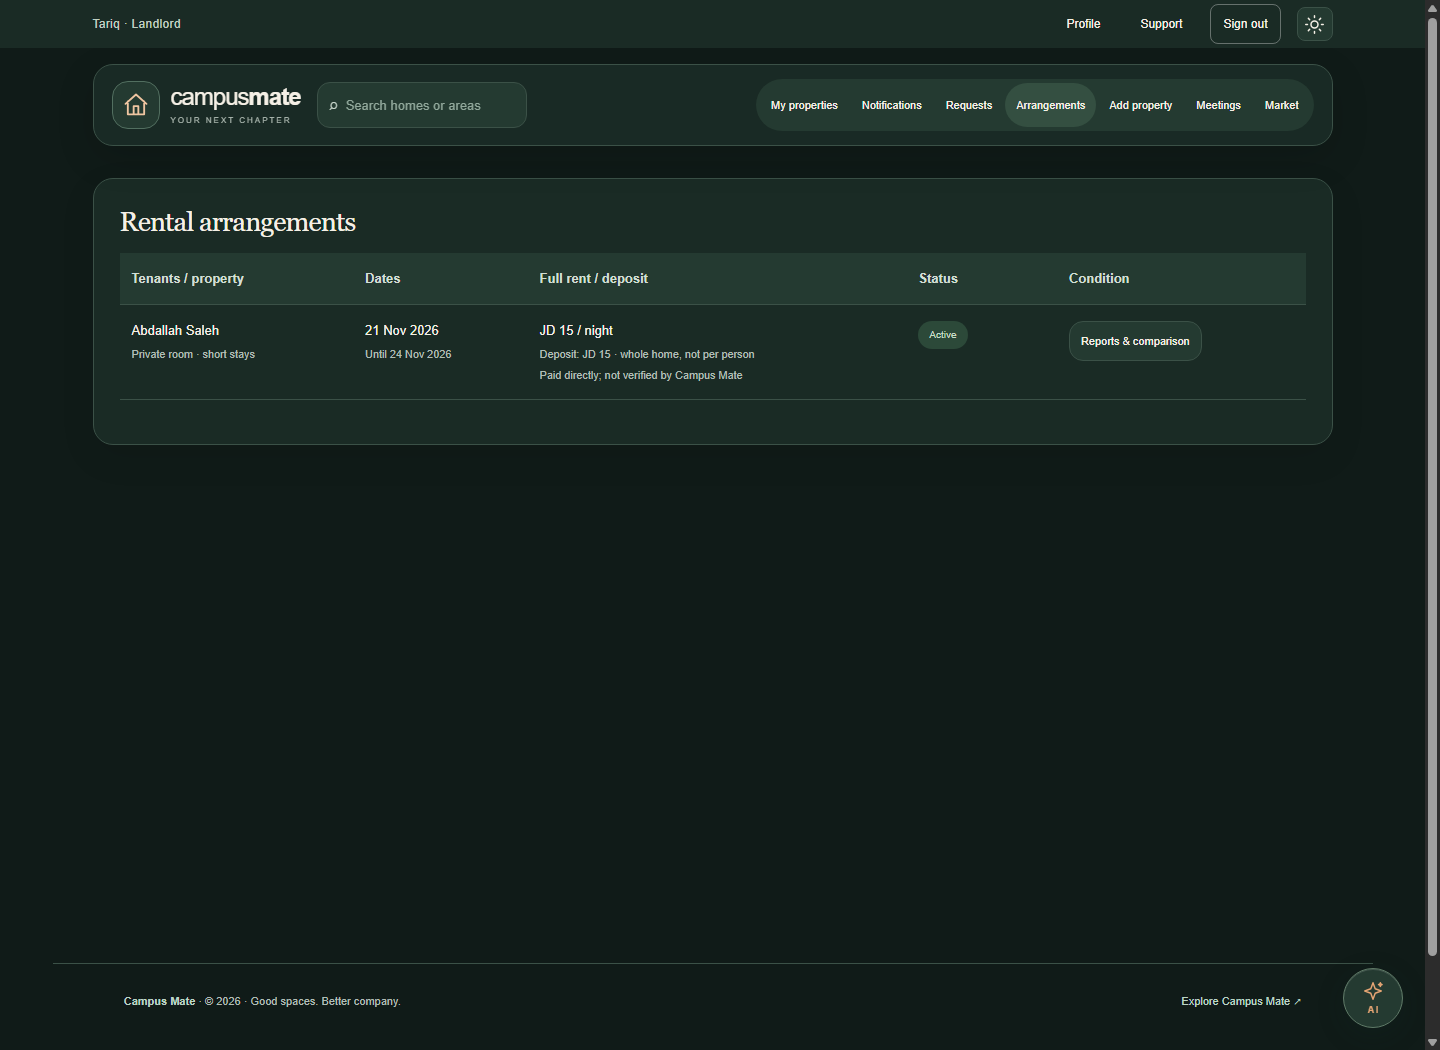 Tariq · Landlord
Profile
Support
Sign out
campusmate
YOUR NEXT CHAPTER
Search homes or areas
My properties
Notifications
Requests
Arrangements
Add property
Meetings
Market
Rental arrangements
Tenants / property
Dates
Full rent / deposit
Status
Condition
Abdallah Saleh
Private room · short stays
21 Nov 2026
Until 24 Nov 2026
JD 15 / night
Deposit: JD 15 · whole home, not per person
Paid directly; not verified by Campus Mate
Active
Reports & comparison
Campus Mate · © 2026 · Good spaces. Better company.
Explore Campus Mate ↗
AI